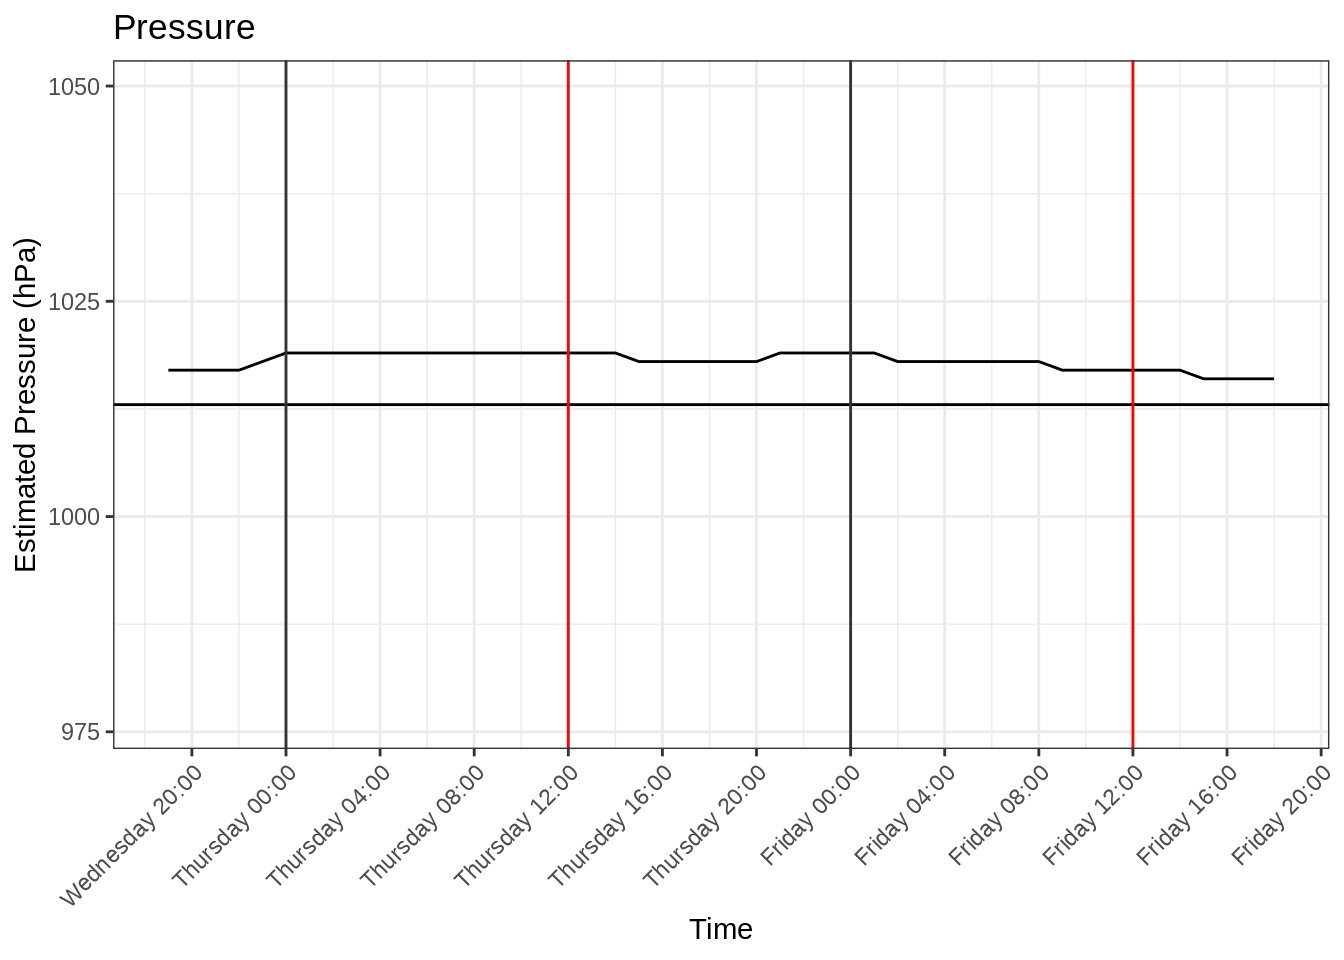 Pressure
Estimated Pressure (hPa)
1050
1025
1000
975
Wednesday 20:00
Thursday 00:00
Thursday 04:00
Thursday 08:00
Thursday 12:00
Thursday 16:00
Thursday 20:00
Friday 00:00
Friday 04:00
Friday 08:00
Friday 12:00
Friday 16:00
Friday 20:00
Time